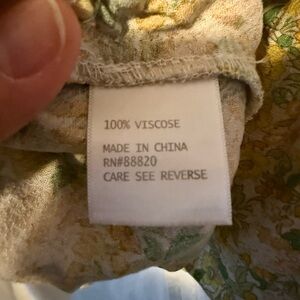 100% VISCOSE
MADE IN CHINA
RN#88820
CARE SEE REVERSE